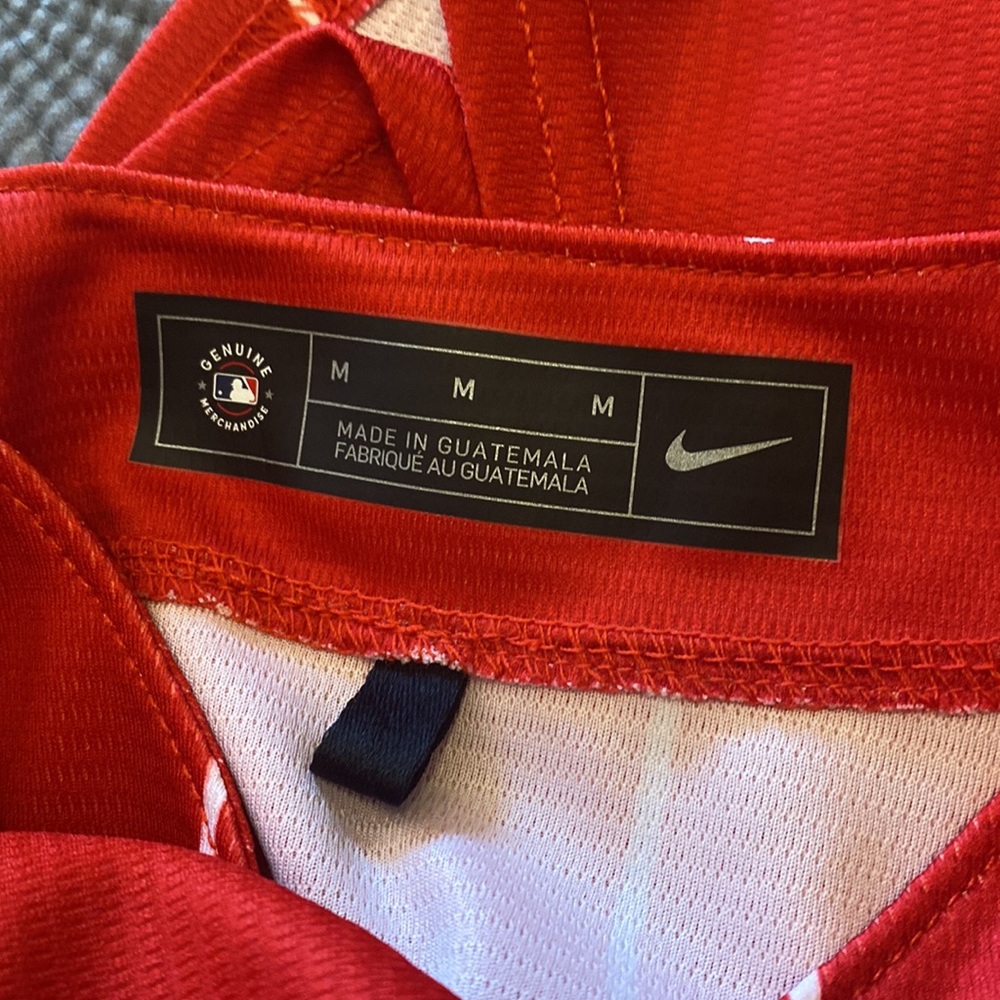 GENUINE
MERCHANDISE
M M M
MADE IN GUATEMALA
FABRIQUÉ AU GUATEMALA